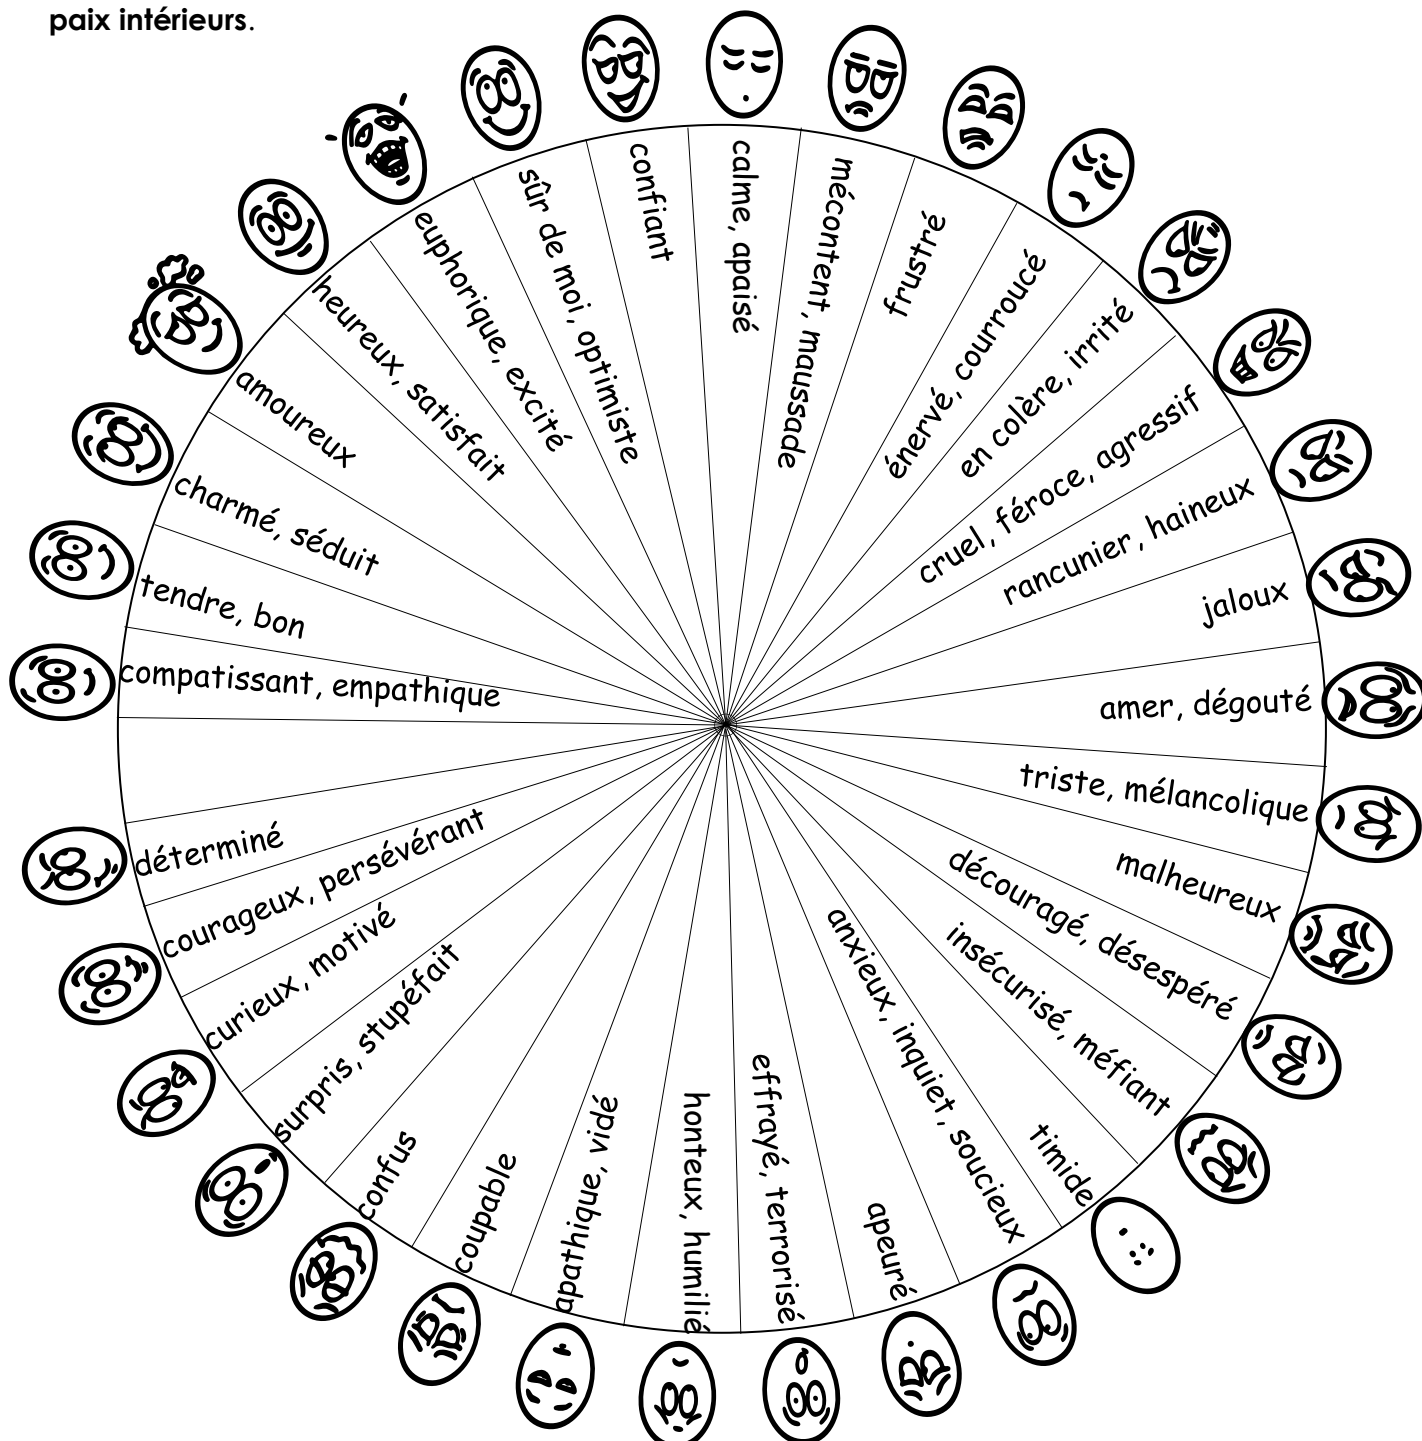 paix intérieurs.
calme, apaisé
mécontent, maussade
frustré
énervé, courroucé
en colère, irrité
cruel, féroce, agressif
rancunier, haineux
jaloux
amer, dégouté
triste, mélancolique
malheureux
découragé, désespéré
insécurisé, méfiant
timide
anxieux, inquiet, soucieux
apeuré
effrayé, terrorisé
honteux, humilié
apathique, vidé
coupable
confus
surpris, stupéfait
curieux, motivé
courageux, persévérant
déterminé
compatissant, empathique
tendre, bon
charmé, séduit
amoureux
heureux, satisfait
euphorique, excité
sûr de moi, optimiste
confiant